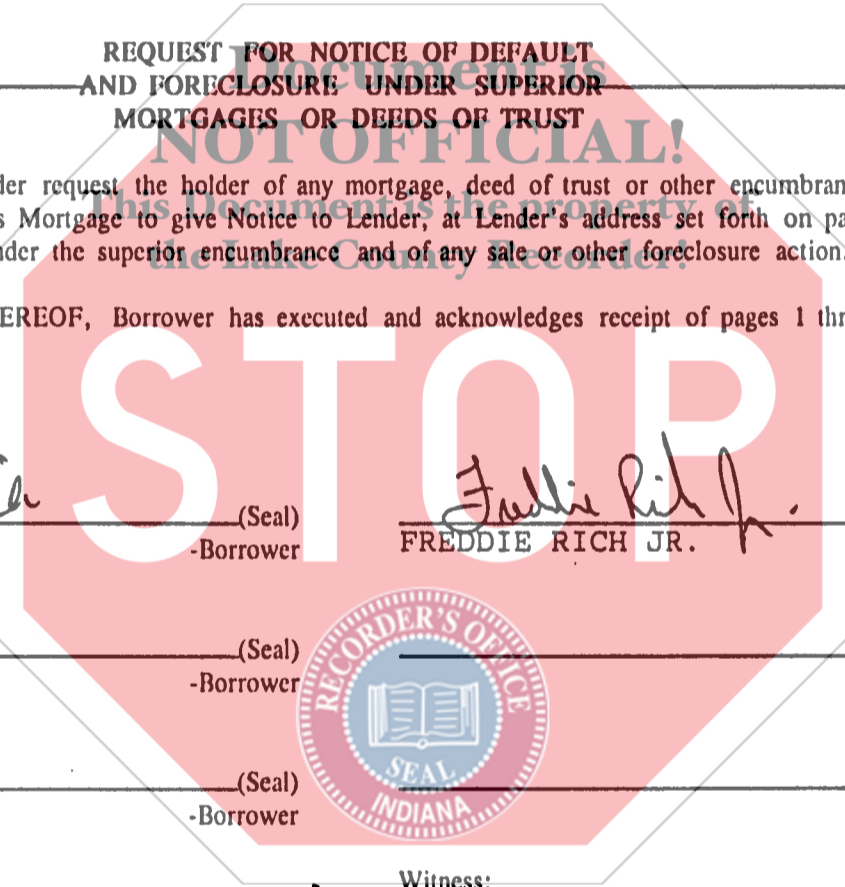 REQUEST FOR NOTICE OF DEFAULT
AND FORECLOSURE UNDER SUPERIOR
MORTGAGES OR DEEDS OF TRUST
Document is
NOT OFFICIAL!
This Document is the property of
the Lake County Recorder!
der request the holder of any mortgage, deed of trust or other encumbran
s Mortgage to give Notice to Lender, at Lender's address set forth on pa
nder the superior encumbrance and of any sale or other foreclosure action.
EREOF, Borrower has executed and acknowledges receipt of pages 1 thr
STOP
(Seal)
-Borrower
Freddie Rich Jr.
FREDDIE RICH JR.
(Seal)
-Borrower
RECORDER'S OFFICE
SEAL
INDIANA
(Seal)
-Borrower
Witness: